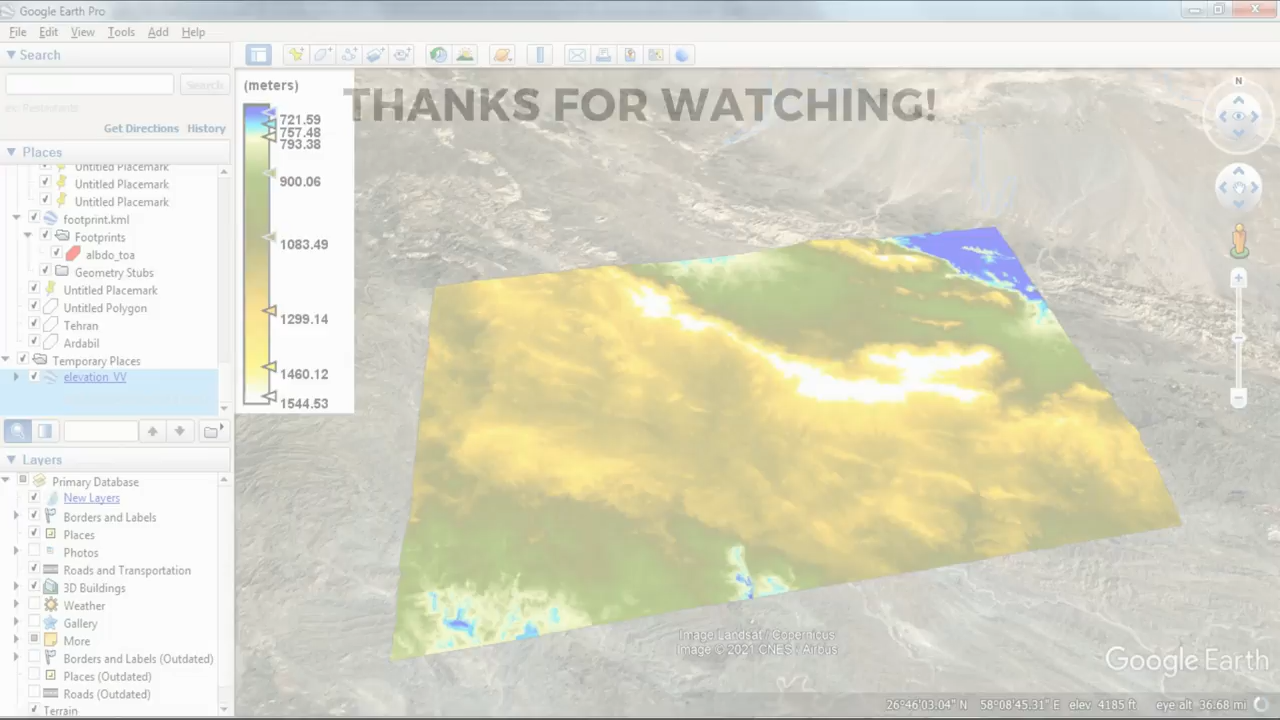 Google Earth Pro
File Edit View Tools Add Help
Search
Search
ex: Restaurants
Get Directions History
Places
Untitled Placemark
Untitled Placemark
Untitled Placemark
footprint.kml
Footprints
albdo_toa
Geometry Stubs
Untitled Placemark
Untitled Polygon
Tehran
Ardabil
Temporary Places
elevation_VV
Layers
Primary Database
New Layers
Borders and Labels
Places
Photos
Roads and Transportation
3D Buildings
Weather
Gallery
More
Borders and Labels (Outdated)
Places (Outdated)
Roads (Outdated)
Terrain
(meters)
721.59
757.48
793.38
900.06
1083.49
1299.14
1460.12
1544.53
THANKS FOR WATCHING!
N
Image Landsat / Copernicus
Image © 2021 CNES / Airbus
Google Earth
26°46'03.04" N 58°08'45.31" E elev 4185 ft eye alt 36.68 mi